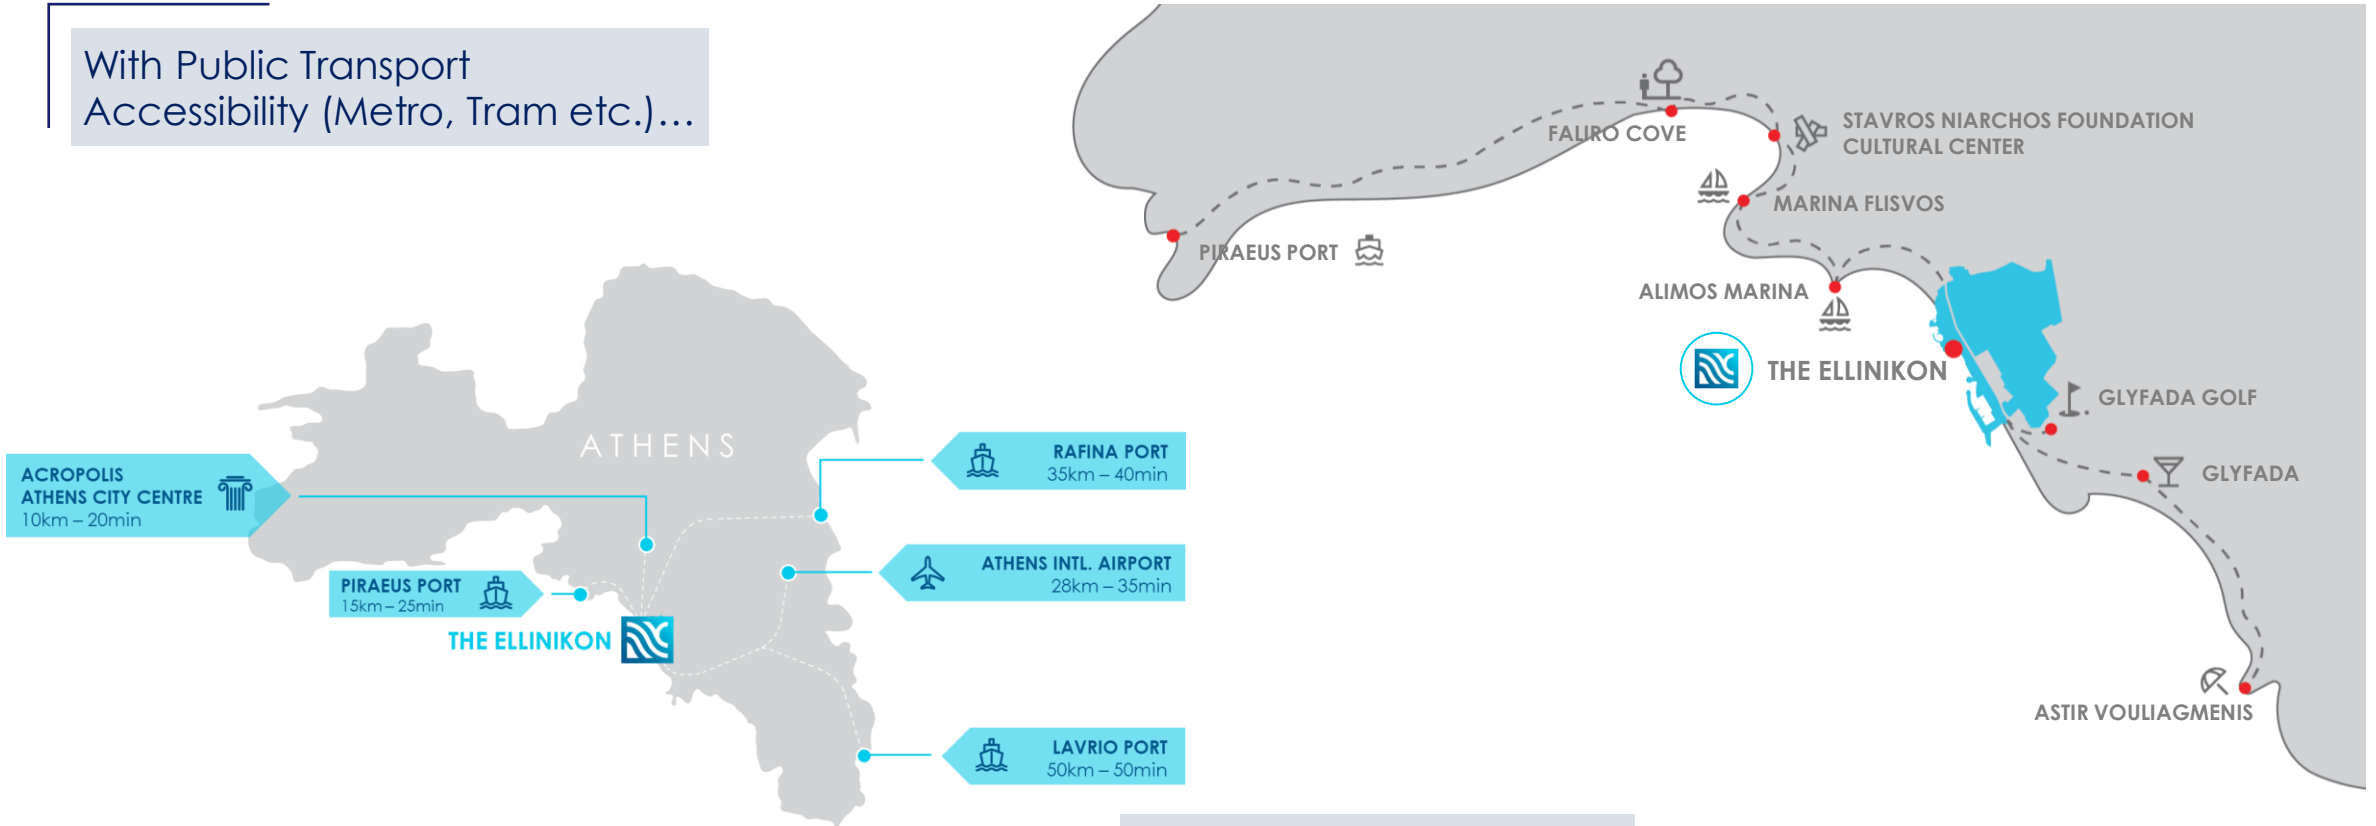 With Public Transport
Accessibility (Metro, Tram etc.)…
ATHENS
ACROPOLIS
ATHENS CITY CENTRE
10km – 20min
PIRAEUS PORT
15km – 25min
THE ELLINIKON
RAFINA PORT
35km – 40min
ATHENS INTL. AIRPORT
28km – 35min
LAVRIO PORT
50km – 50min
FALIRO COVE
STAVROS NIARCHOS FOUNDATION
CULTURAL CENTER
MARINA FLISVOS
PIRAEUS PORT
ALIMOS MARINA
THE ELLINIKON
GLYFADA GOLF
GLYFADA
ASTIR VOULIAGMENIS